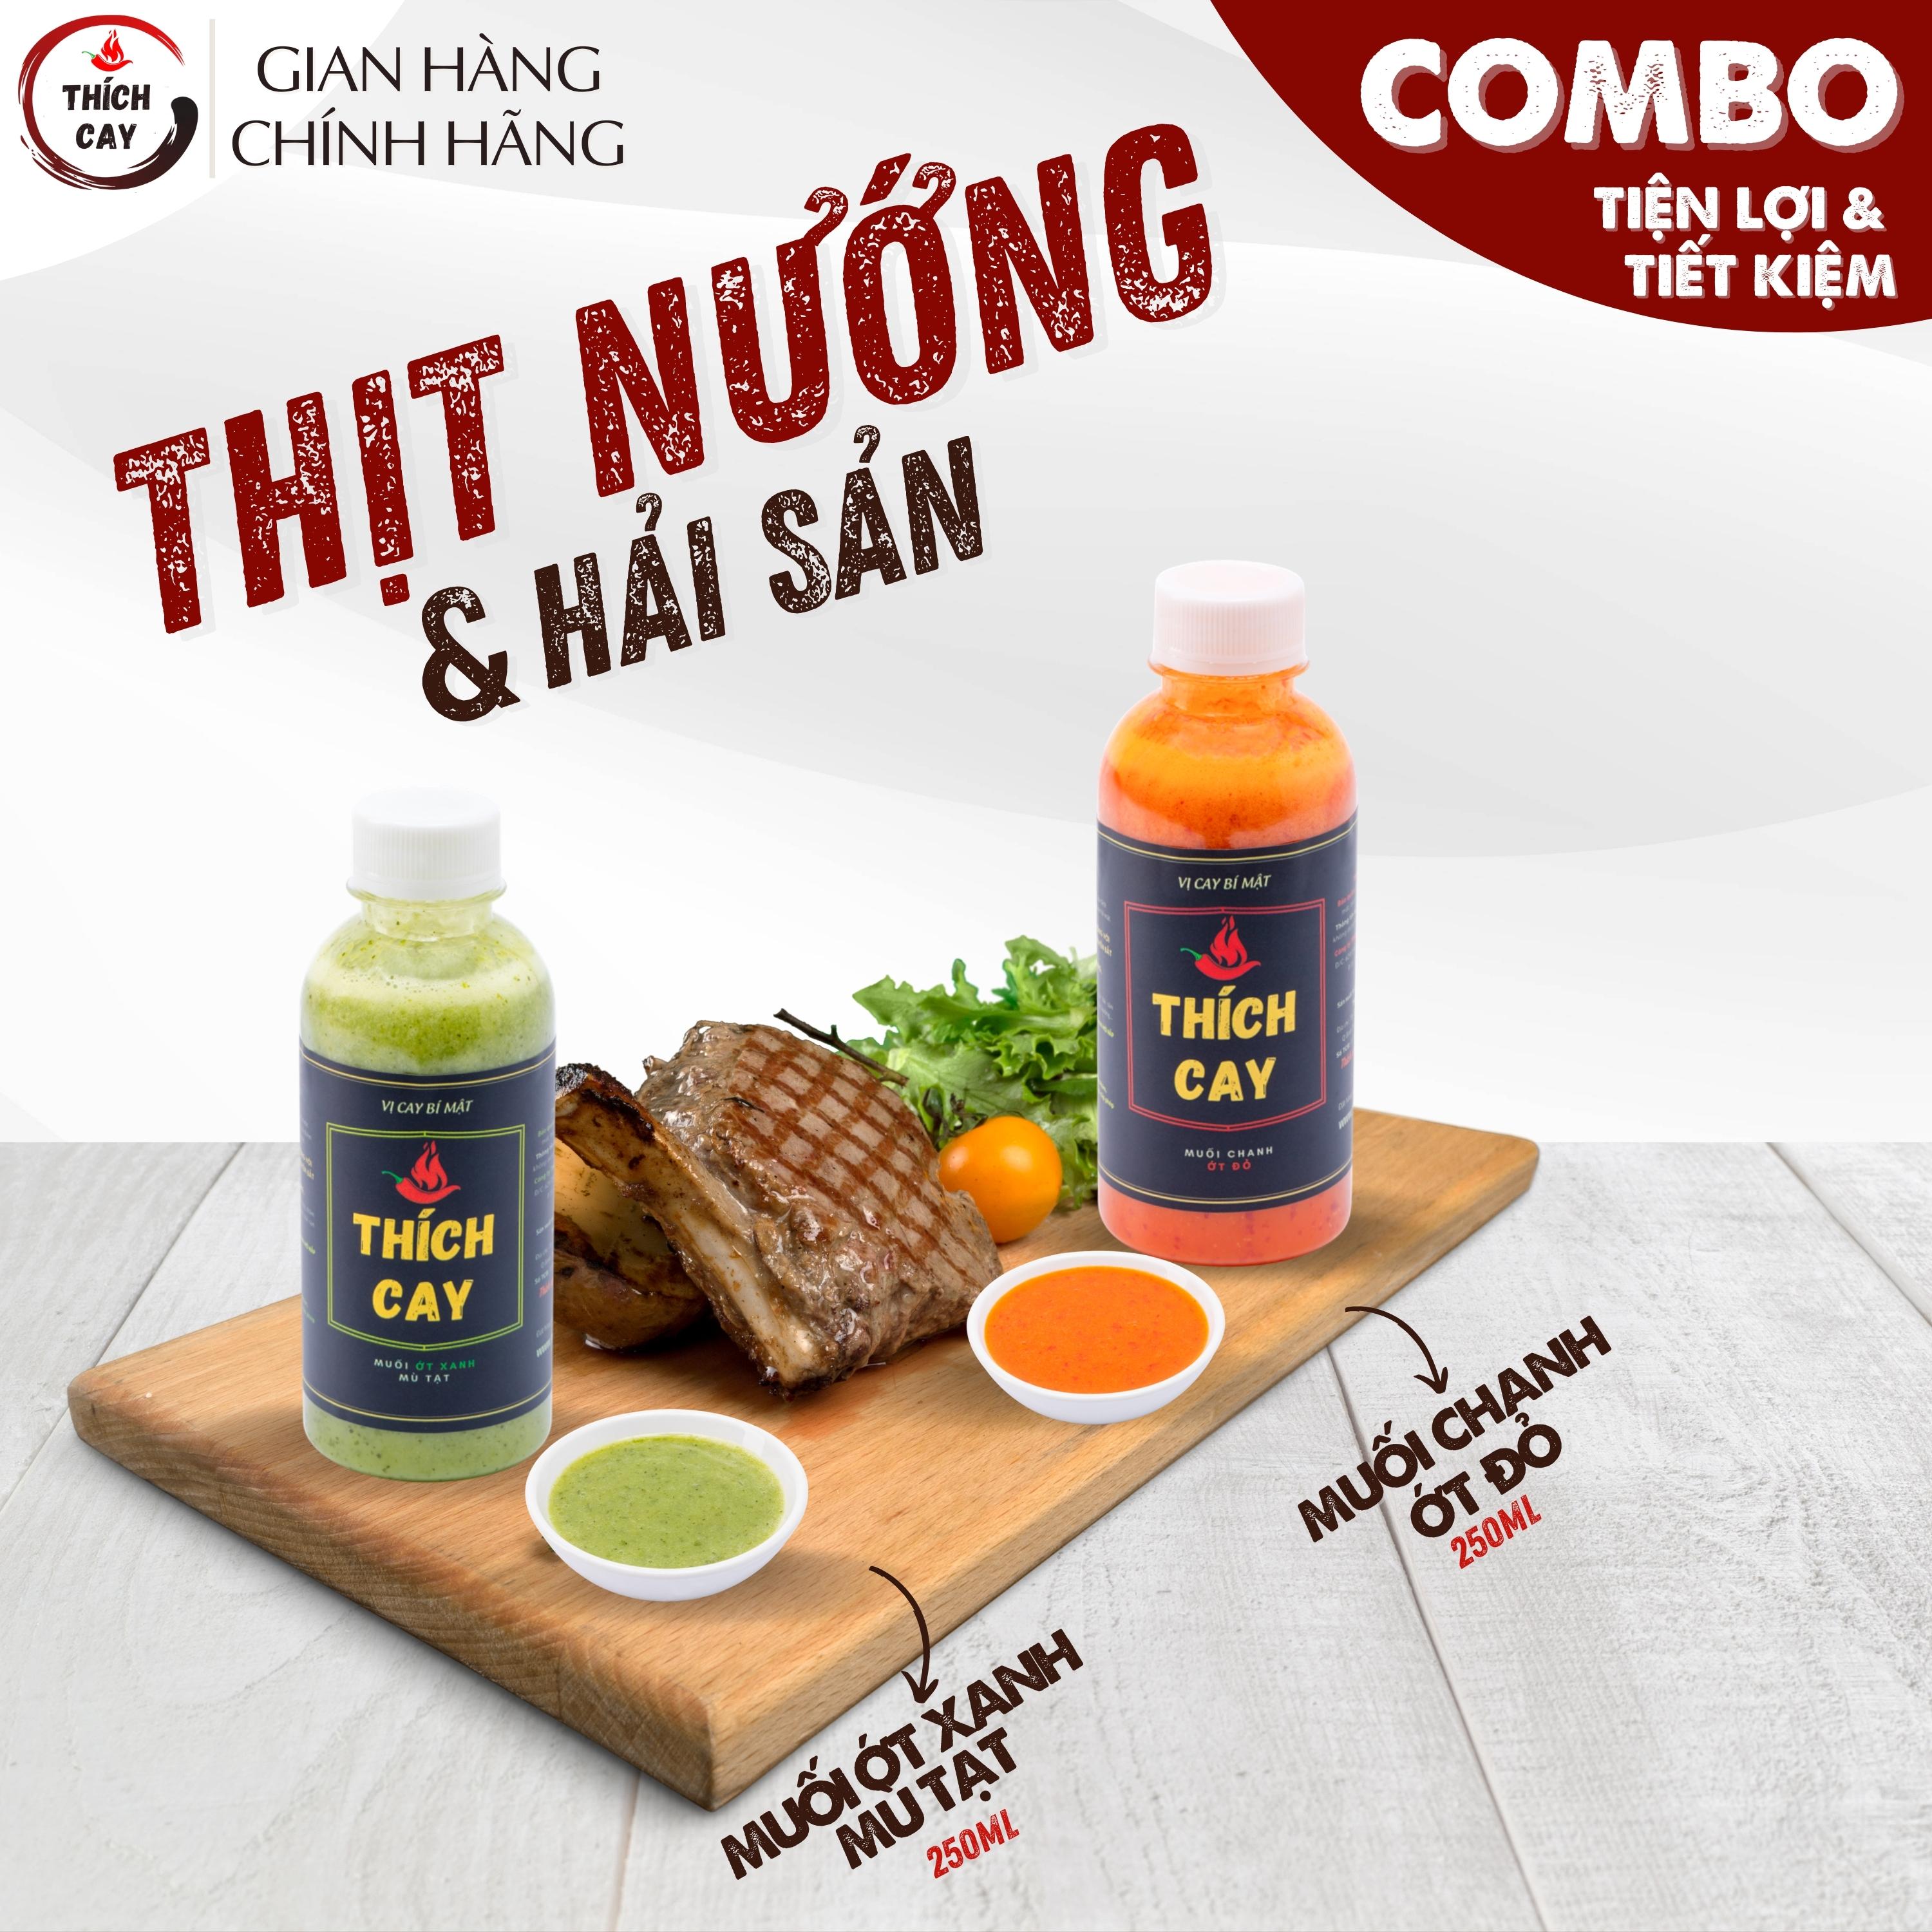 THÍCH
CAY
GIAN HÀNG
CHÍNH HÃNG
COMBO
TIỆN LỢI &
TIẾT KIỆM
THỊT NƯỚNG
& HẢI SẢN
VỊ CAY BÍ MẬT
THÍCH
CAY
MUỐI CHANH
ỚT ĐỎ
VỊ CAY BÍ MẬT
THÍCH
CAY
MUỐI ỚT XANH
MÙ TẠT
MUỐI CHANH
ỚT ĐỎ
250ML
MUỐI ỚT XANH
MÙ TẠT
250ML